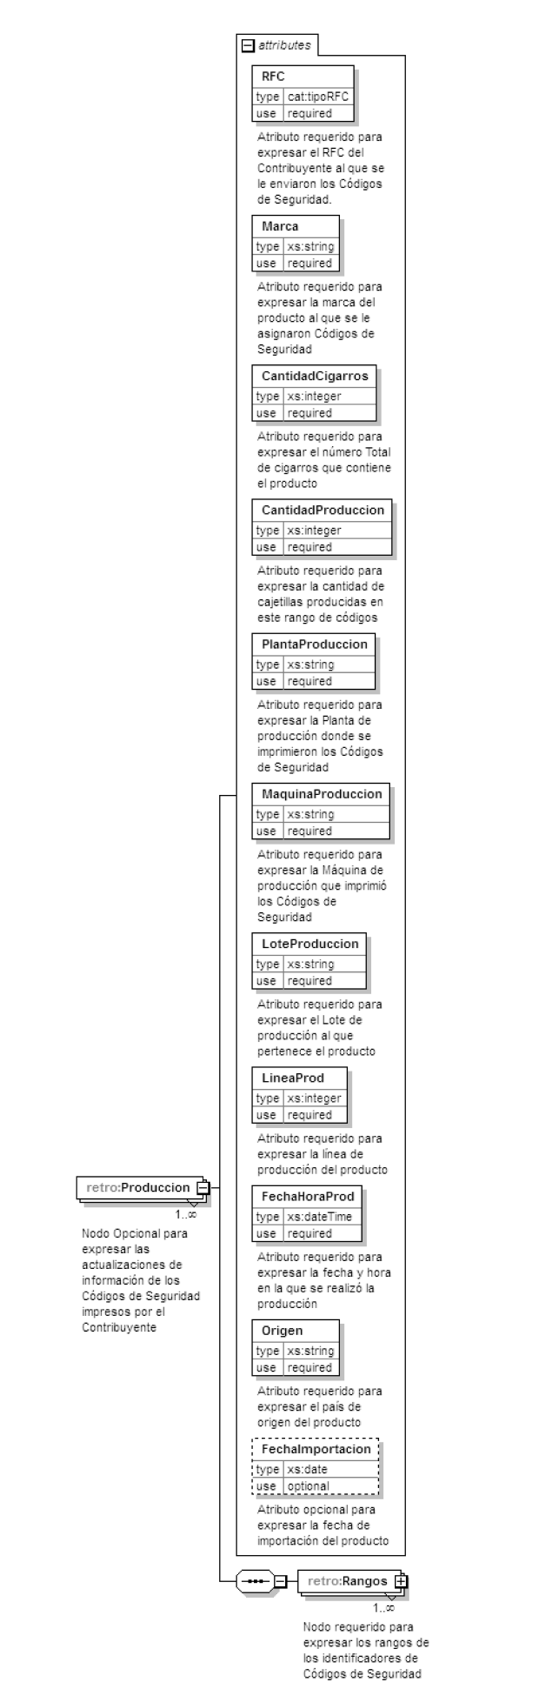 attributes
RFC
type cat:tipoRFC
use required
Atributo requerido para
expresar el RFC del
Contribuyente al que se
le enviaron los Códigos
de Seguridad.
Marca
type xs:string
use required
Atributo requerido para
expresar la marca del
producto al que se le
asignaron Códigos de
Seguridad
CantidadCigarros
type xs:integer
use required
Atributo requerido para
expresar el número Total
de cigarros que contiene
el producto
CantidadProduccion
type xs:integer
use required
Atributo requerido para
expresar la cantidad de
cajetillas producidas en
este rango de códigos
PlantaProduccion
type xs:string
use required
Atributo requerido para
expresar la Planta de
producción donde se
imprimieron los Códigos
de Seguridad
MaquinaProduccion
type xs:string
use required
Atributo requerido para
expresar la Máquina de
producción que imprimió
los Códigos de
Seguridad
LoteProduccion
type xs:string
use required
Atributo requerido para
expresar el Lote de
producción al que
pertenece el producto
LineaProd
type xs:integer
use required
Atributo requerido para
expresar la línea de
producción del producto
retro:Produccion
1..∞
Nodo Opcional para
expresar las
actualizaciones de
información de los
Códigos de Seguridad
impresos por el
Contribuyente
FechaHoraProd
type xs:dateTime
use required
Atributo requerido para
expresar la fecha y hora
en la que se realizó la
producción
Origen
type xs:string
use required
Atributo requerido para
expresar el país de
origen del producto
FechaImportacion
type xs:date
use optional
Atributo opcional para
expresar la fecha de
importación del producto
retro:Rangos
1..∞
Nodo requerido para
expresar los rangos de
los identificadores de
Códigos de Seguridad